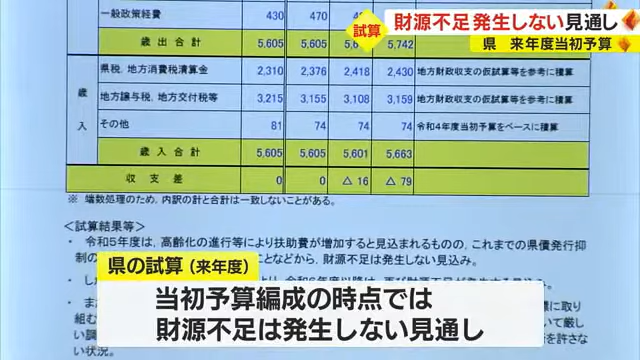 試算
財源不足発生しない見通し
県 来年度当初予算
一般政策経費 430 470
歳出合計 5,605 5,605 5,742
歳入
県税、地方消費税清算金 2,310 2,376 2,418 2,430 地方財政収支の仮試算等を参考に積算
地方譲与税、地方交付税等 3,215 3,155 3,108 3,159 地方財政収支の仮試算等を参考に積算
その他 81 74 74 74 令和4年度当初予算をベースに積算
歳入合計 5,605 5,605 5,601 5,663
収支差 0 0 △ 16 △ 79
※ 端数処理のため、内訳の計と合計は一致しないことがある。
≪試算結果等≫
・ 令和5年度は、高齢化の進行等により扶助費が増加すると見込まれるものの、これまでの県債発行抑
制の ことなどから、財源不足は発生しない見込み。
県の試算(来年度)
当初予算編成の時点では
財源不足は発生しない見通し
状況。